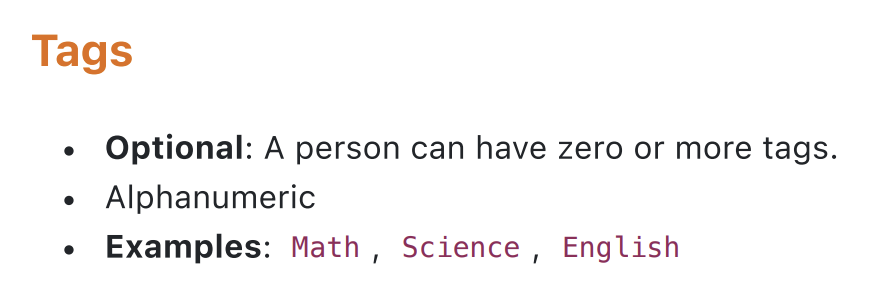 Tags
• Optional: A person can have zero or more tags.
• Alphanumeric
• Examples: Math , Science , English